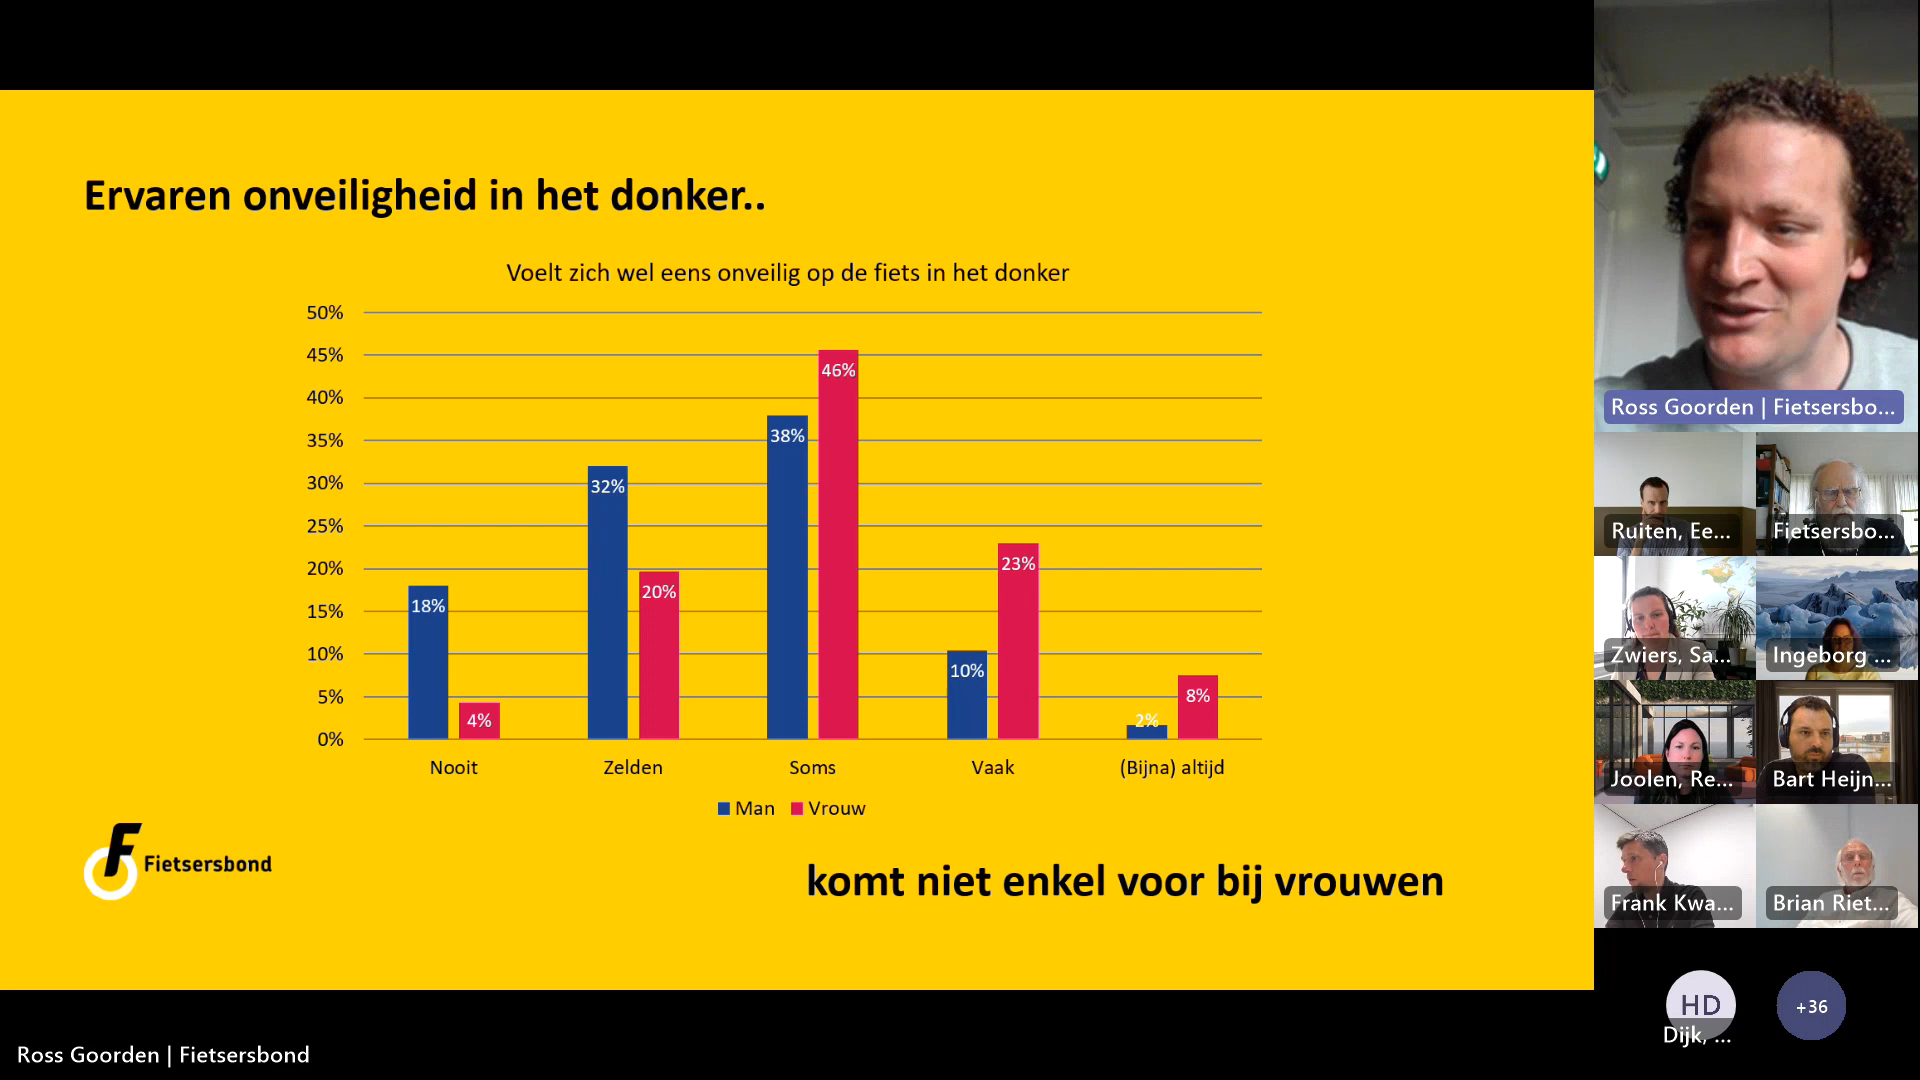 Ervaren onveiligheid in het donker..
Voelt zich wel eens onveilig op de fiets in het donker
50%
45%
40%
35%
30%
25%
20%
15%
10%
5%
0%
18%
4%
32%
20%
38%
46%
10%
23%
2%
8%
Nooit
Zelden
Soms
Vaak
(Bijna) altijd
Man
Vrouw
Fietsersbond
komt niet enkel voor bij vrouwen
Ross Goorden | Fietsersbond
Ross Goorden | Fietsersbo...
Ruiten, Ee...
Fietsersbo...
Zwiers, Sa...
Ingeborg ...
Joolen, Re...
Bart Heijn...
Frank Kwa...
Brian Riet...
HD
Dijk, ...
+36